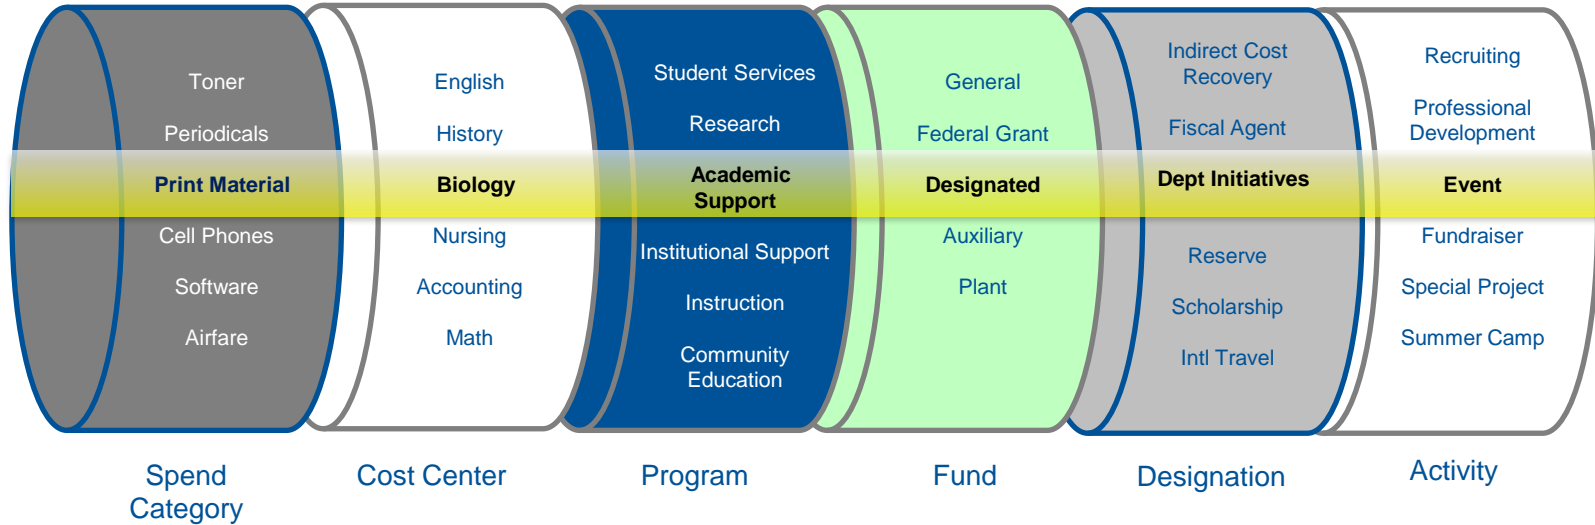 Toner
Periodicals
Print Material
Cell Phones
Software
Airfare
Spend
Category
English
History
Biology
Nursing
Accounting
Math
Cost Center
Student Services
Research
Academic
Support
Institutional Support
Instruction
Community
Education
Program
General
Federal Grant
Designated
Auxiliary
Plant
Fund
Indirect Cost
Recovery
Fiscal Agent
Dept Initiatives
Reserve
Scholarship
Intl Travel
Designation
Recruiting
Professional
Development
Event
Fundraiser
Special Project
Summer Camp
Activity